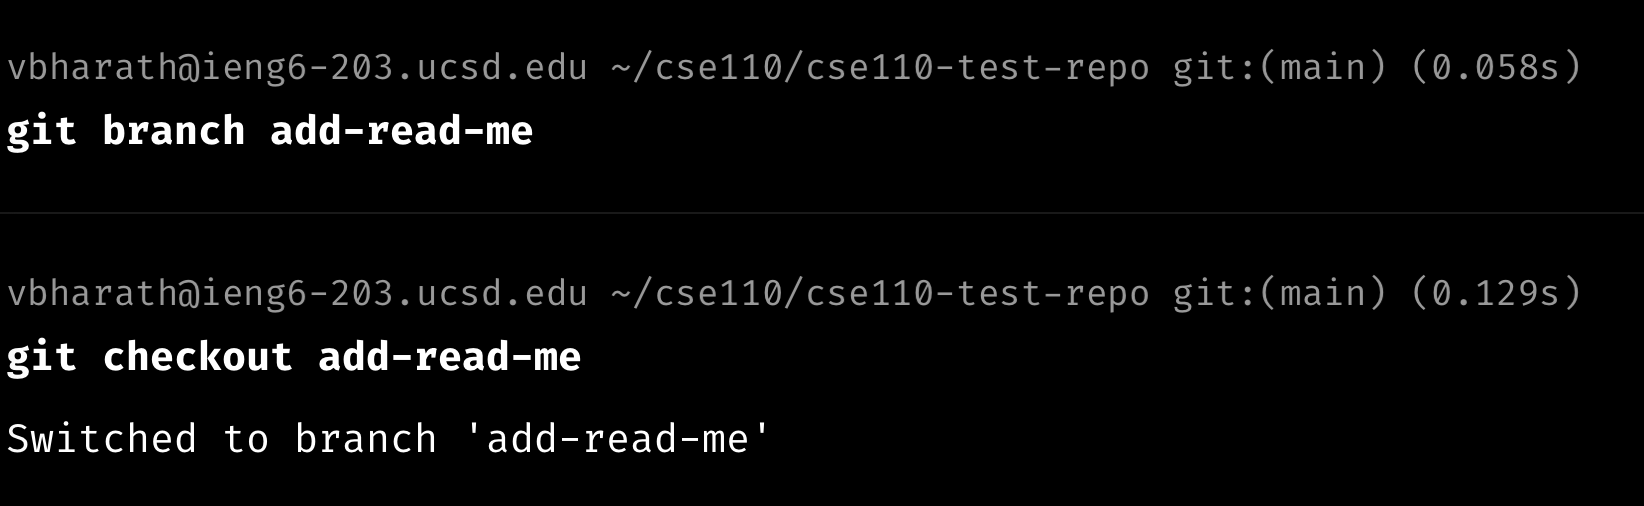 vbharath@ieng6-203.ucsd.edu ~/cse110/cse110-test-repo git:(main) (0.058s)
git branch add-read-me
vbharath@ieng6-203.ucsd.edu ~/cse110/cse110-test-repo git:(main) (0.129s)
git checkout add-read-me
Switched to branch 'add-read-me'